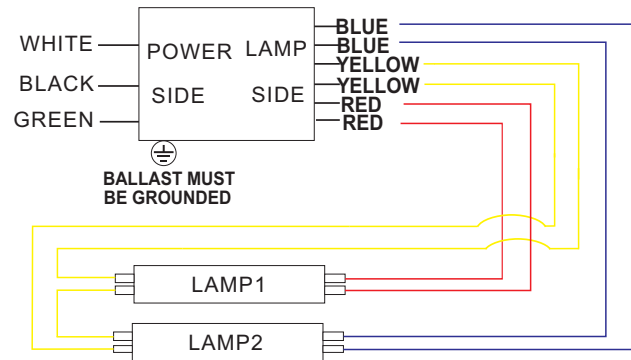 WHITE
BLACK
GREEN
POWER LAMP
SIDE SIDE
BLUE
BLUE
YELLOW
YELLOW
RED
RED
BALLAST MUST
BE GROUNDED
LAMP1
LAMP2